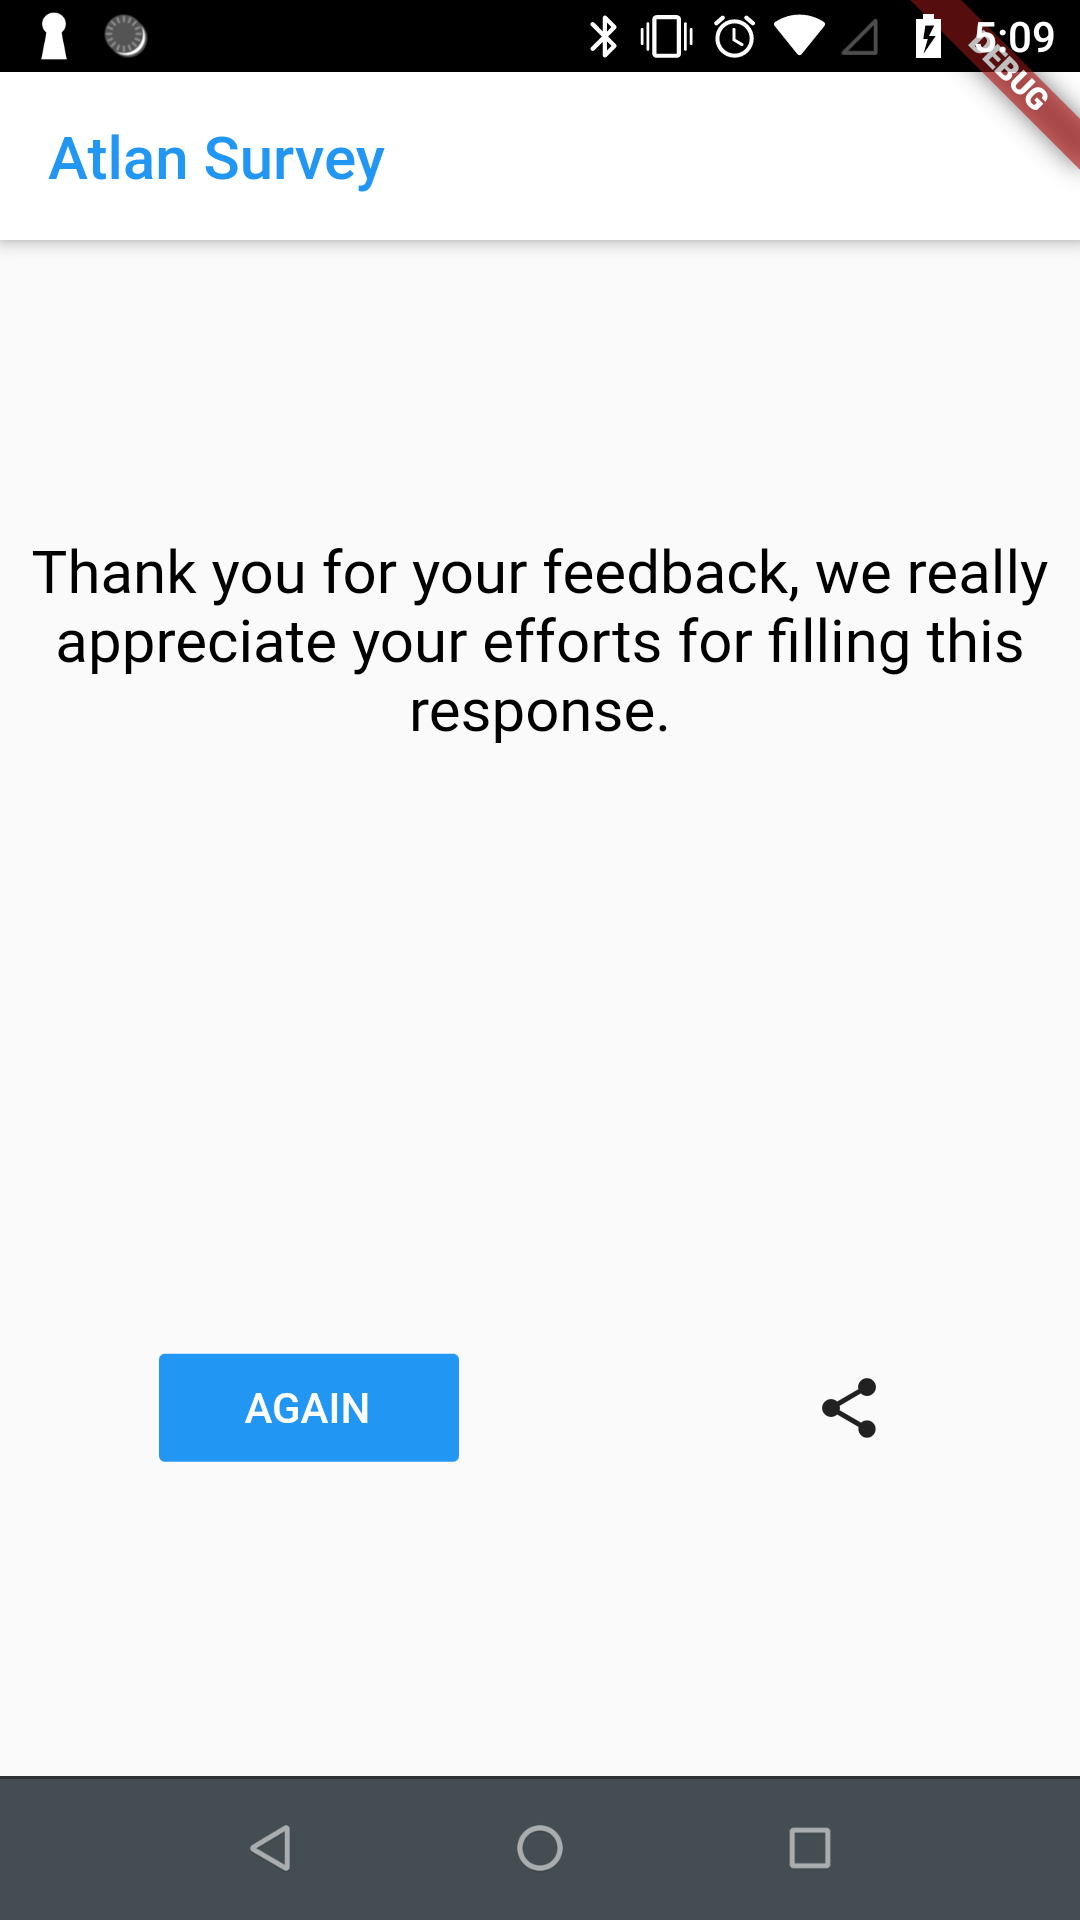 5:09
DEBUG
Atlan Survey
Thank you for your feedback, we really
appreciate your efforts for filling this
response.
AGAIN